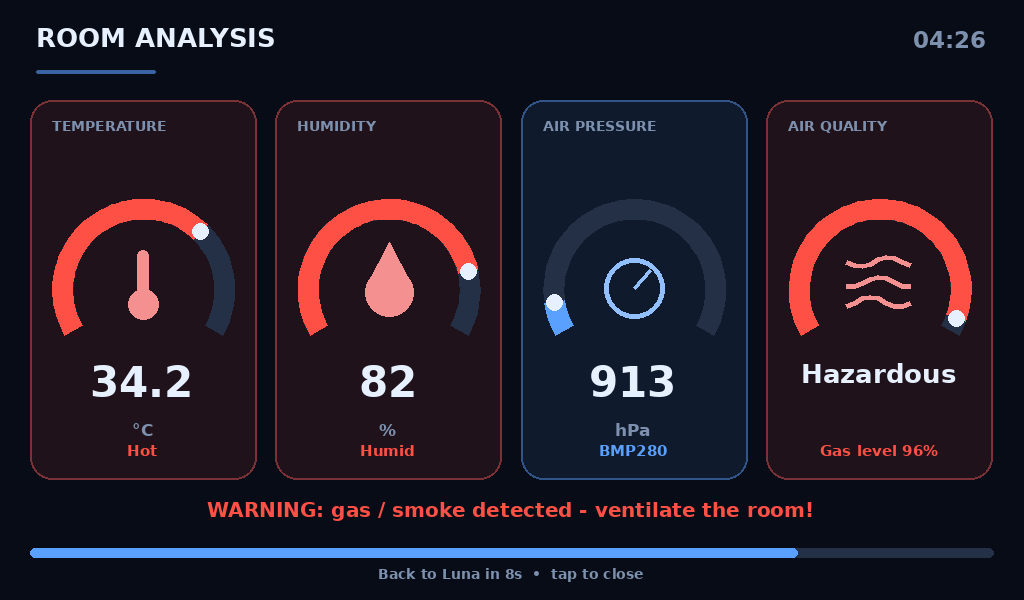 ROOM ANALYSIS
04:26
TEMPERATURE
34.2
°C
Hot
HUMIDITY
82
%
Humid
AIR PRESSURE
913
hPa
BMP280
AIR QUALITY
Hazardous
Gas level 96%
WARNING: gas / smoke detected - ventilate the room!
Back to Luna in 8s • tap to close